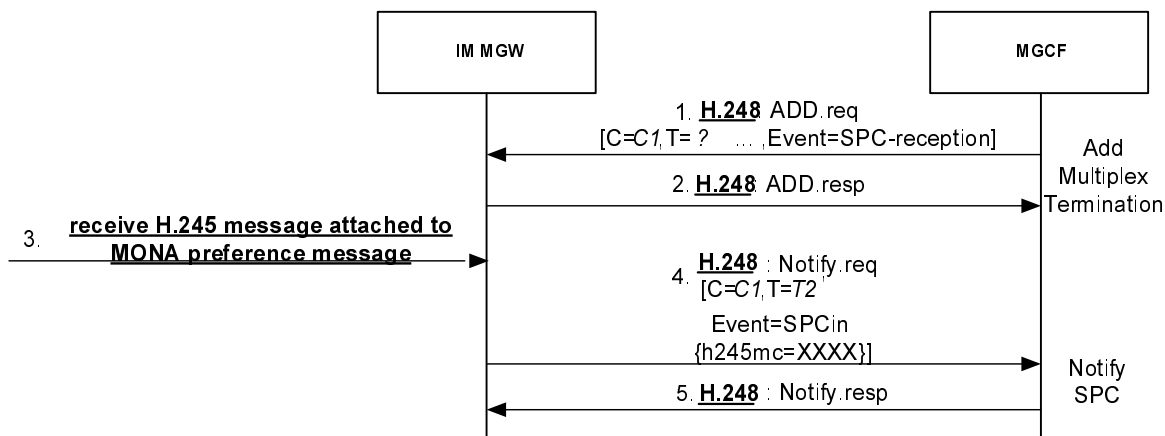 IM MGW
MGCF
1. H.248: ADD.req
[C=C1,T= ? ... ,Event=SPC-reception]
Add
Multiplex
Termination
2. H.248: ADD.resp
3. receive H.245 message attached to
MONA preference message
4. H.248 : Notify.req
[C=C1,T=T2 ,
Event=SPCin
{h245mc=XXXX}]
Notify
SPC
5. H.248 : Notify.resp